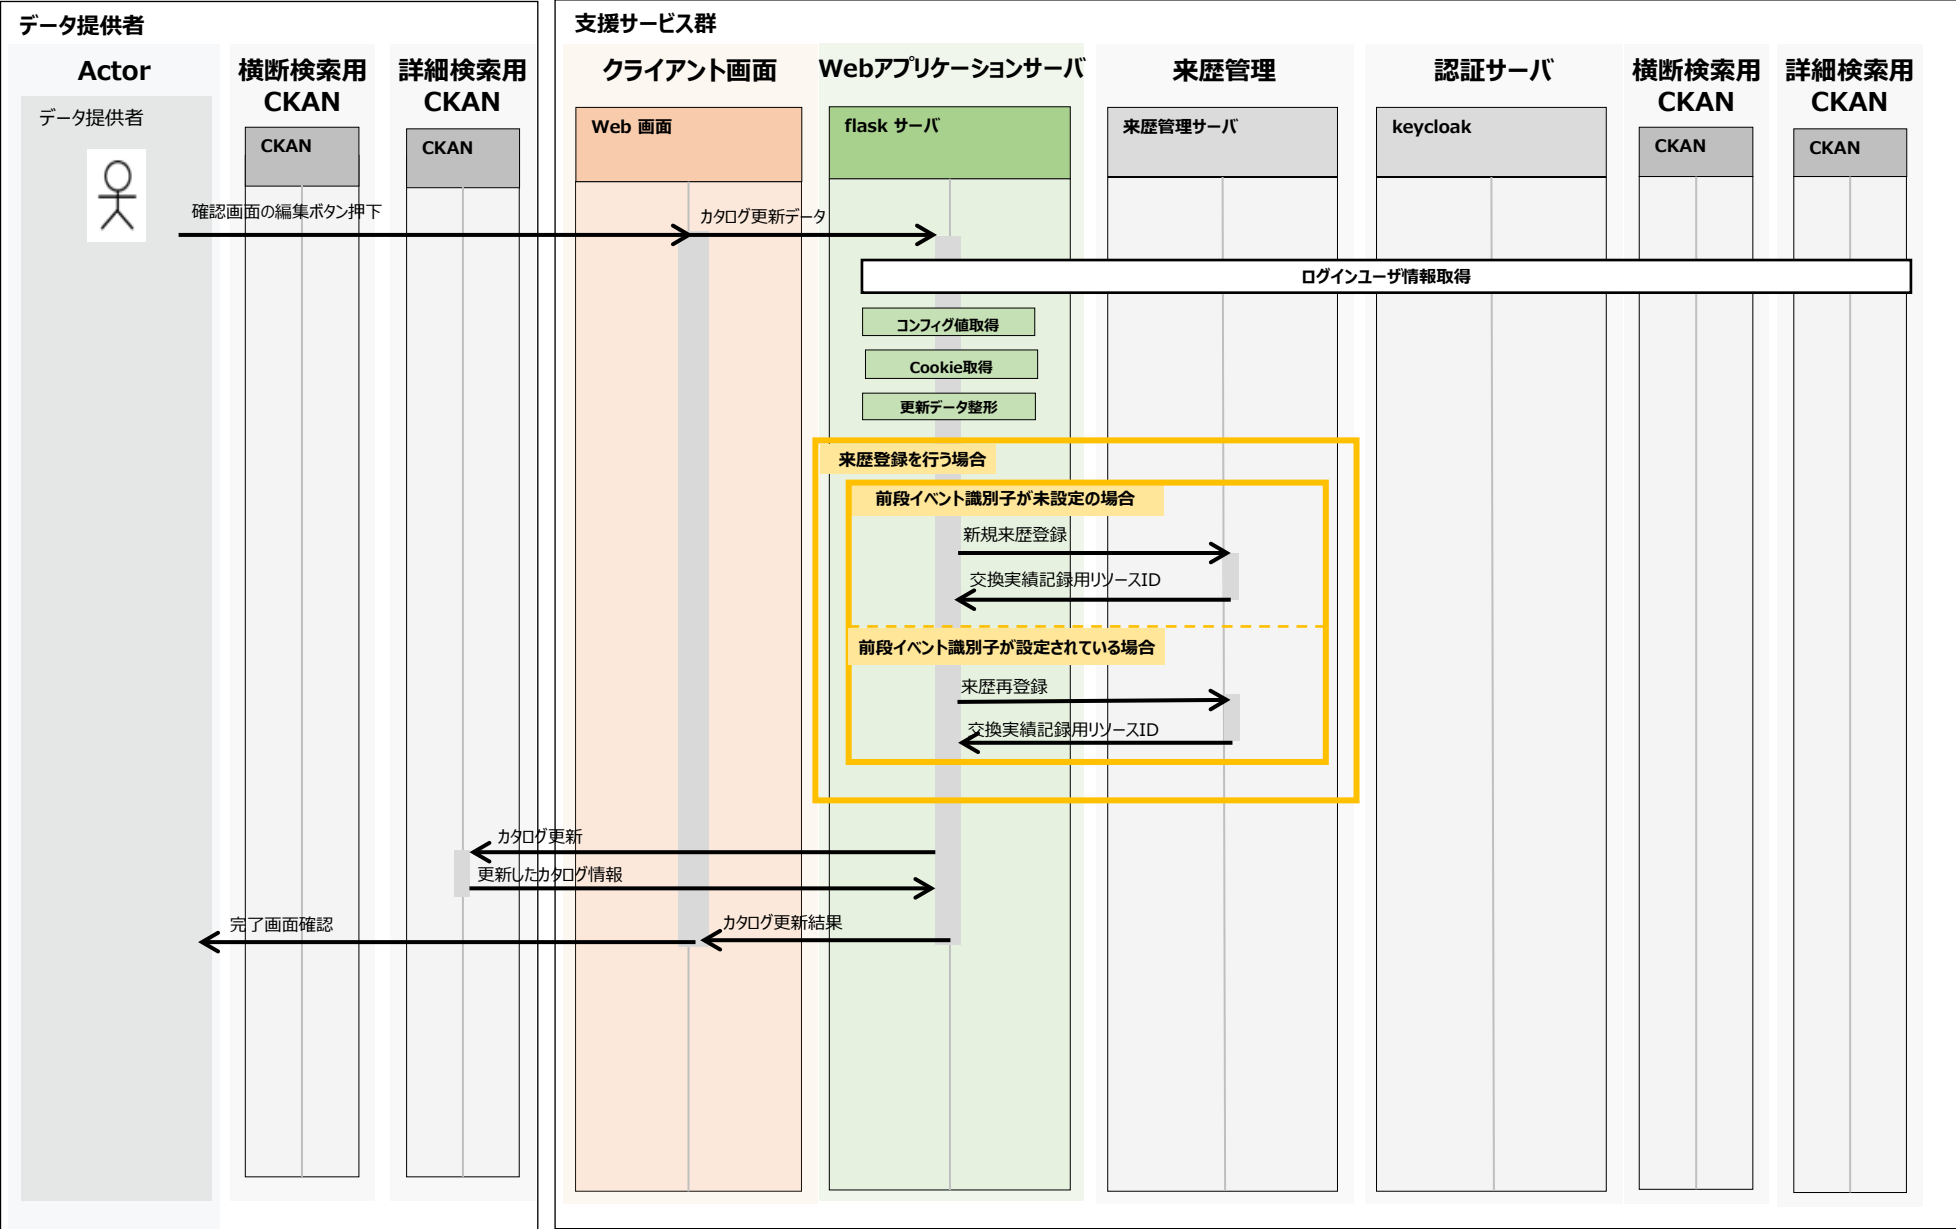 データ提供者
支援サービス群
Actor
横断検索用
CKAN
詳細検索用
CKAN
クライアント画面
Webアプリケーションサーバ
来歴管理
認証サーバ
横断検索用
CKAN
詳細検索用
CKAN
データ提供者
CKAN
CKAN
Web 画面
flask サーバ
来歴管理サーバ
keycloak
CKAN
CKAN
確認画面の編集ボタン押下
カタログ更新データ
ログインユーザ情報取得
コンフィグ値取得
Cookie取得
更新データ整形
来歴登録を行う場合
前段イベント識別子が未設定の場合
新規来歴登録
交換実績記録用リソースID
前段イベント識別子が設定されている場合
来歴再登録
交換実績記録用リソースID
カタログ更新
更新したカタログ情報
カタログ更新結果
完了画面確認